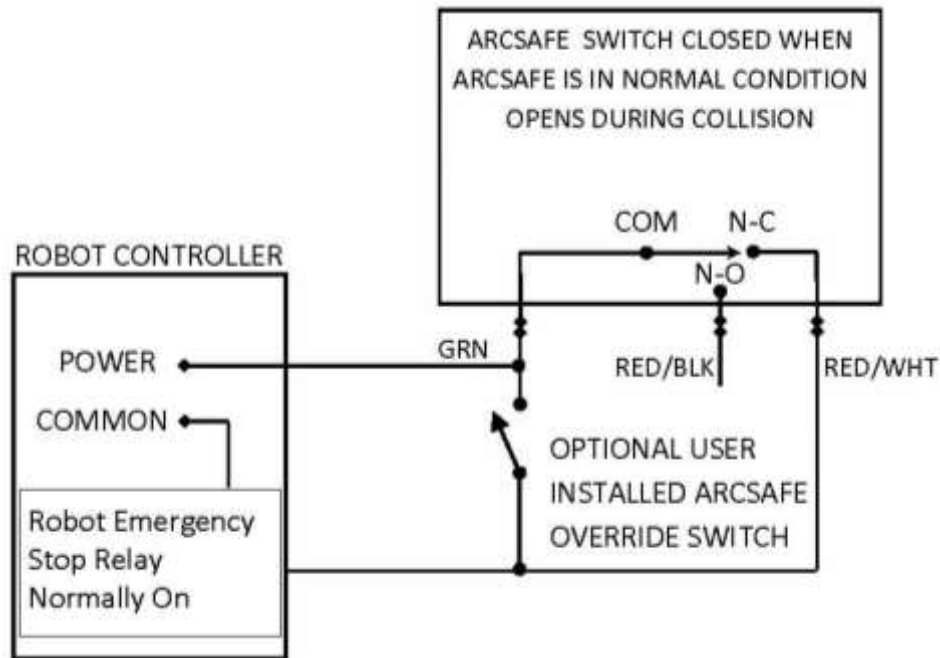 ARCSAFE SWITCH CLOSED WHEN
ARCSAFE IS IN NORMAL CONDITION
OPENS DURING COLLISION
COM
N-C
N-O
ROBOT CONTROLLER
POWER
GRN
RED/BLK
RED/WHT
COMMON
OPTIONAL USER
INSTALLED ARCSAFE
OVERRIDE SWITCH
Robot Emergency
Stop Relay
Normally On